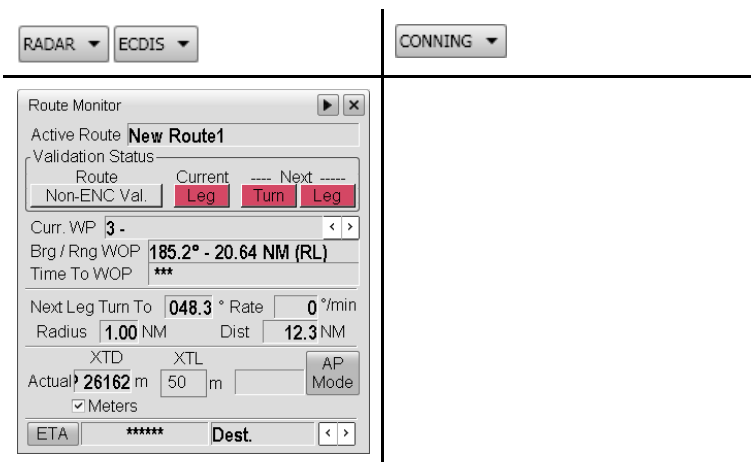 RADAR ECDIS CONNING
Route Monitor
Active Route New Route1
Validation Status
Route Current ---- Next -----
Non-ENC Val. Leg Turn Leg
Curr. WP 3 -
Brg / Rng WOP 185.2° - 20.64 NM (RL)
Time To WOP ***
Next Leg Turn To 048.3 ° Rate 0 °/min
Radius 1.00 NM Dist 12.3 NM
XTD XTL
Actual 26162 m 50 m AP
Mode
Meters
ETA ****** Dest.